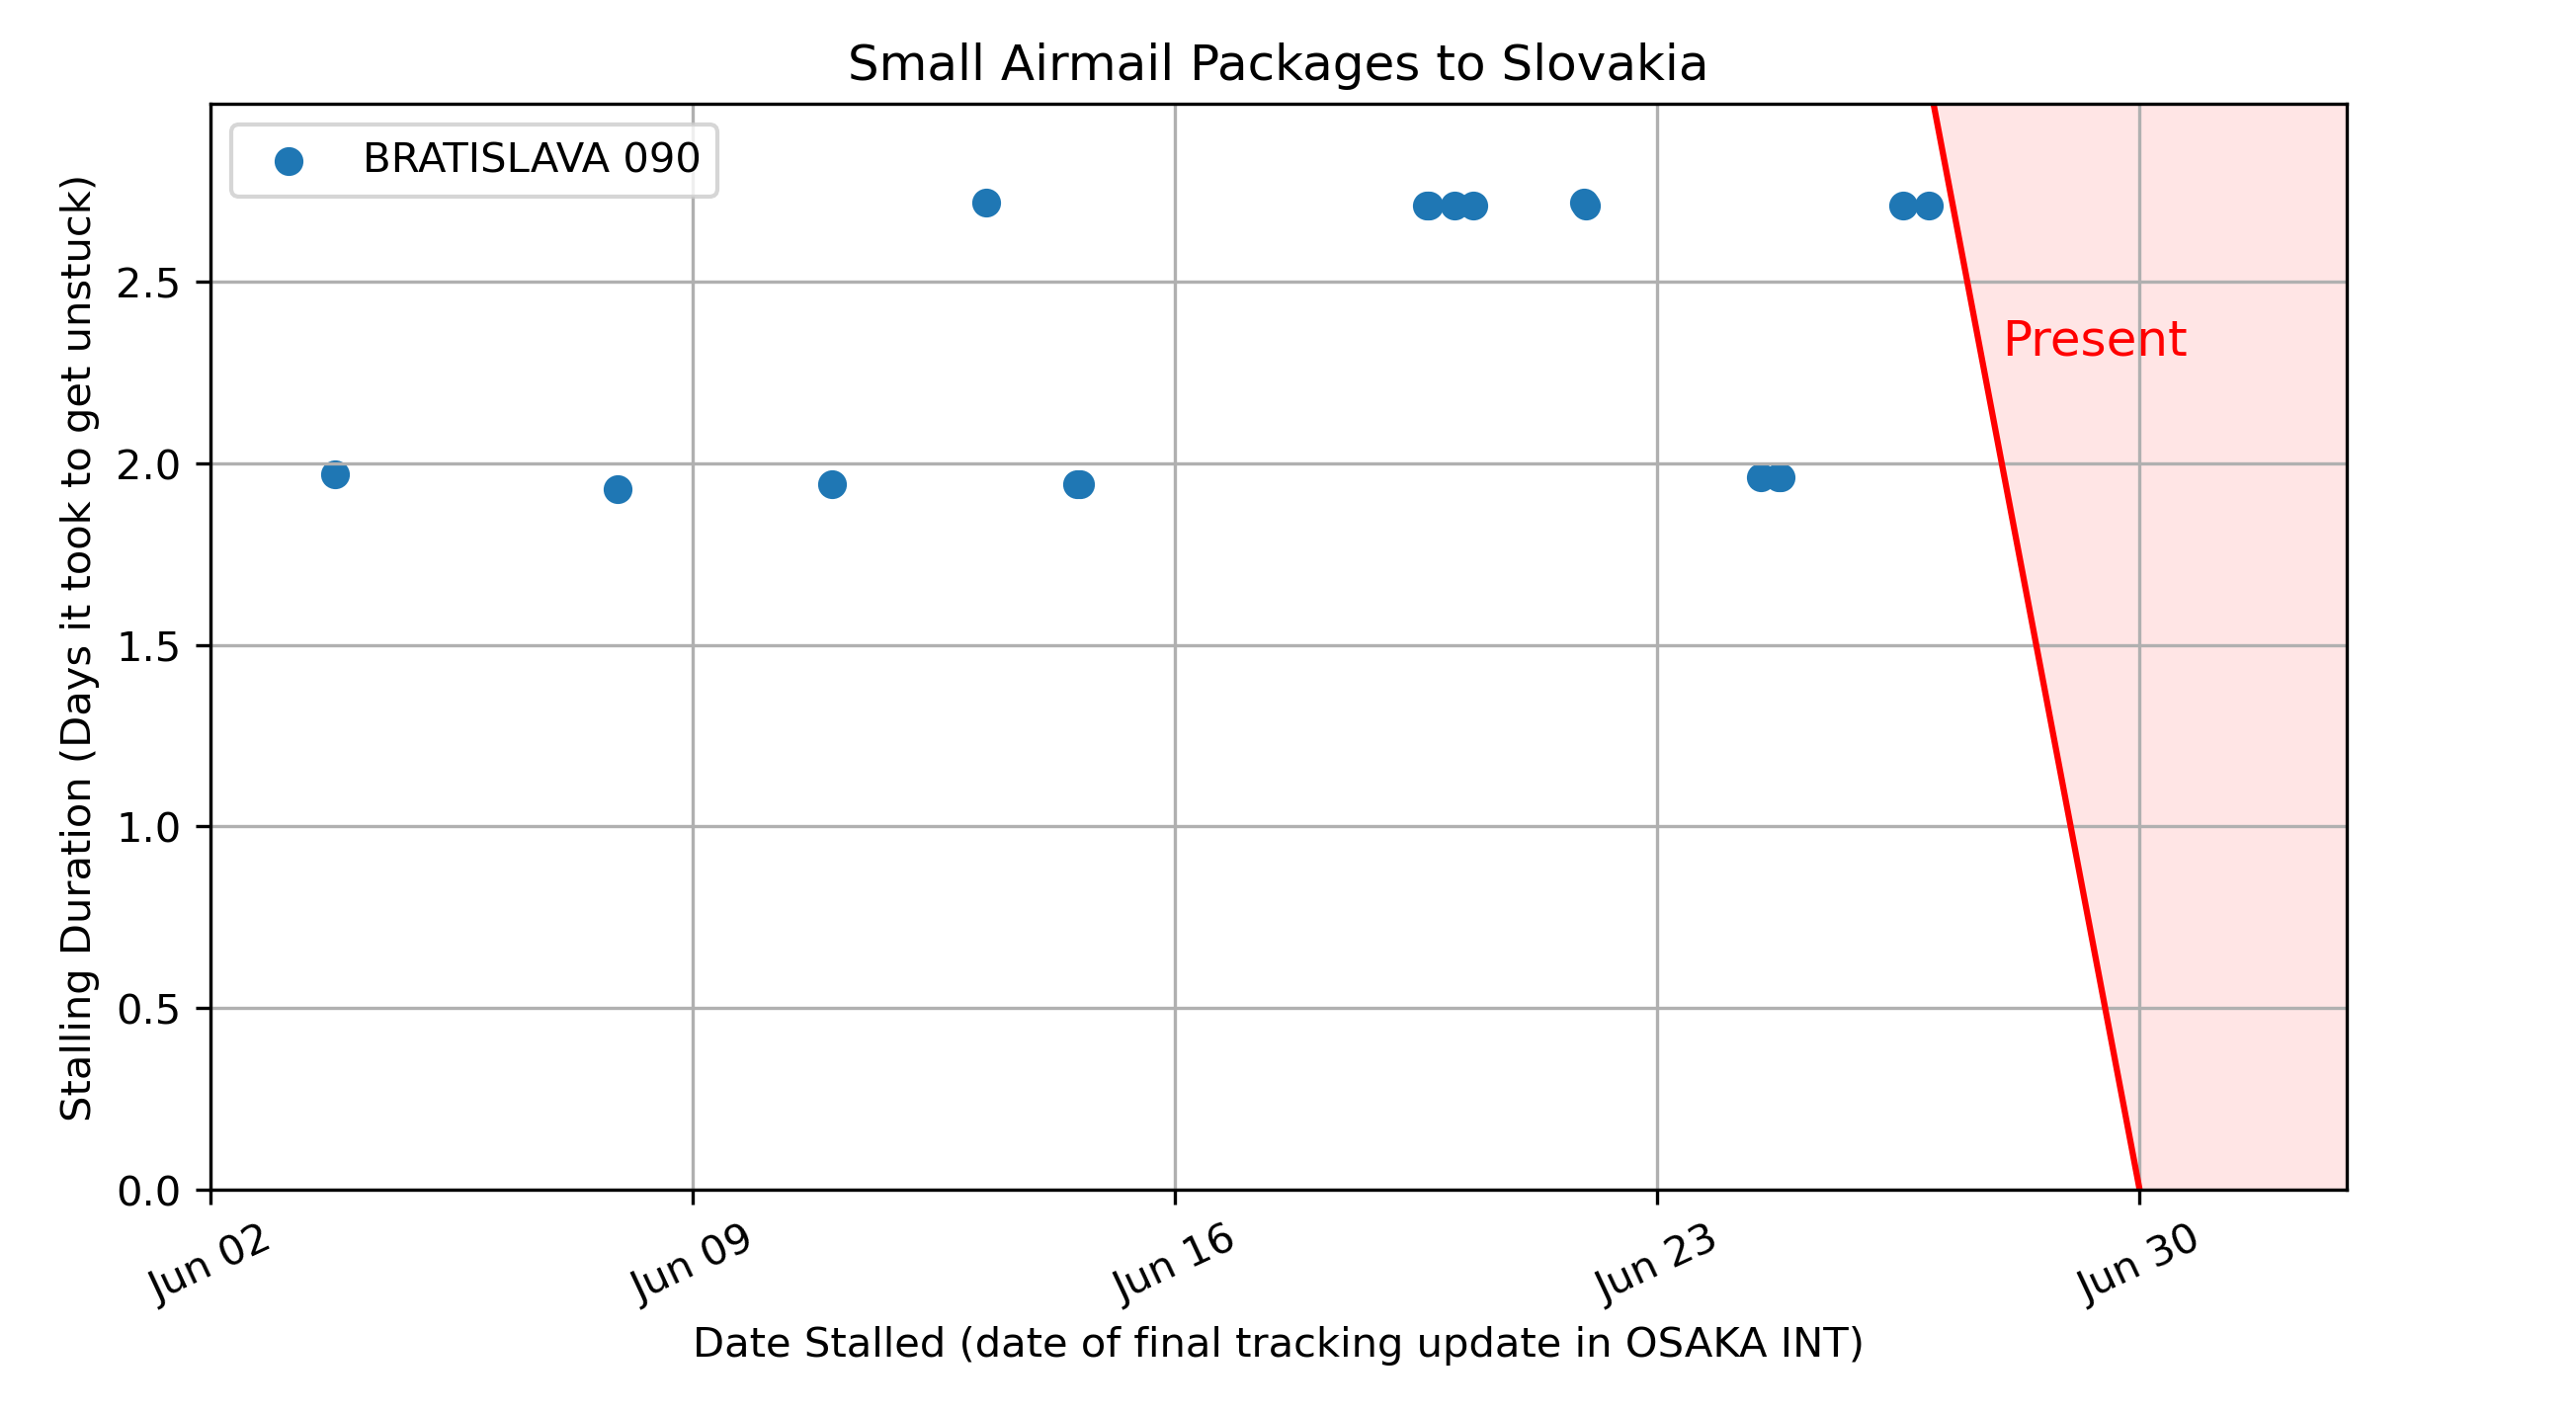 Small Airmail Packages to Slovakia
BRATISLAVA 090
Present
Stalling Duration (Days it took to get unstuck)
2.5
2.0
1.5
1.0
0.5
0.0
Jun 02
Jun 09
Jun 16
Jun 23
Jun 30
Date Stalled (date of final tracking update in OSAKA INT)